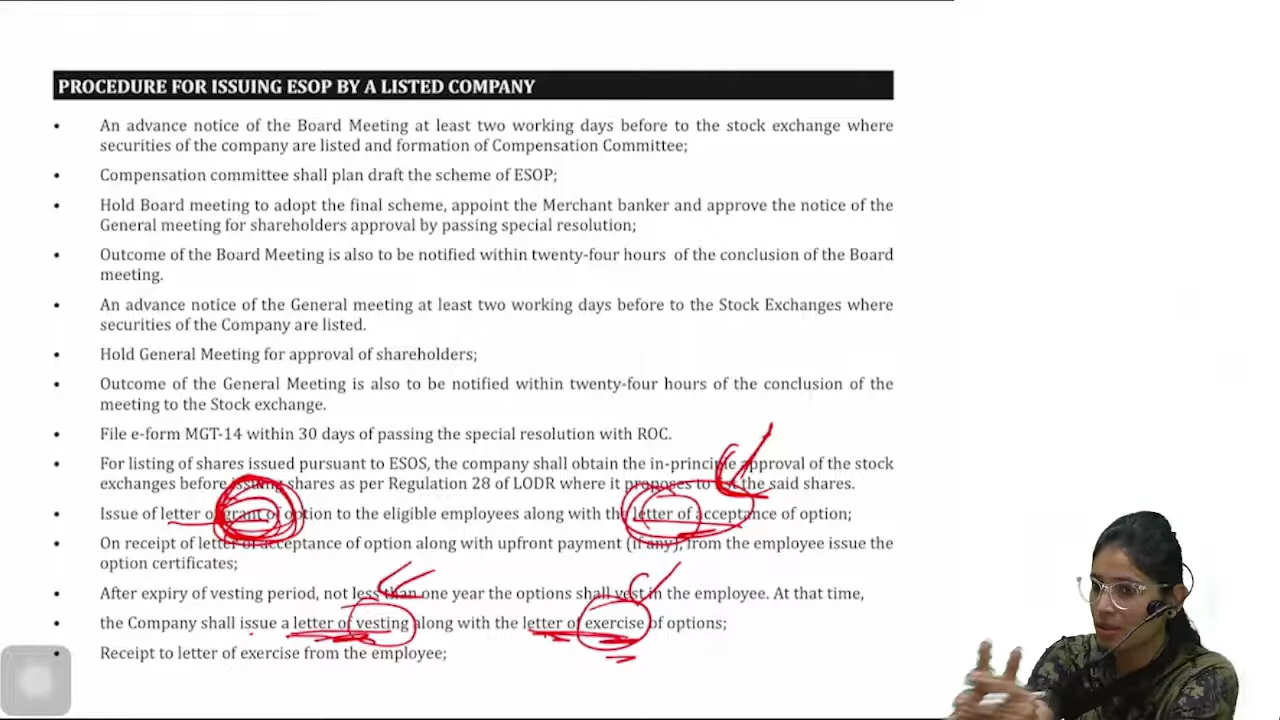 PROCEDURE FOR ISSUING ESOP BY A LISTED COMPANY
• An advance notice of the Board Meeting at least two working days before to the stock exchange where
securities of the company are listed and formation of Compensation Committee;
• Compensation committee shall plan draft the scheme of ESOP;
• Hold Board meeting to adopt the final scheme, appoint the Merchant banker and approve the notice of the
General meeting for shareholders approval by passing special resolution;
• Outcome of the Board Meeting is also to be notified within twenty-four hours of the conclusion of the Board
meeting.
• An advance notice of the General meeting at least two working days before to the Stock Exchanges where
securities of the Company are listed.
• Hold General Meeting for approval of shareholders;
• Outcome of the General Meeting is also to be notified within twenty-four hours of the conclusion of the
meeting to the Stock exchange.
• File e-form MGT-14 within 30 days of passing the special resolution with ROC.
• For listing of shares issued pursuant to ESOS, the company shall obtain the in-principle approval of the stock
exchanges before issuing shares as per Regulation 28 of LODR where it proposes to list the said shares.
• Issue of letter of grant of option to the eligible employees along with the letter of acceptance of option;
• On receipt of letter of acceptance of option along with upfront payment (if any), from the employee issue the
option certificates;
• After expiry of vesting period, not less than one year the options shall vest in the employee. At that time,
• the Company shall issue a letter of vesting along with the letter of exercise of options;
• Receipt to letter of exercise from the employee;